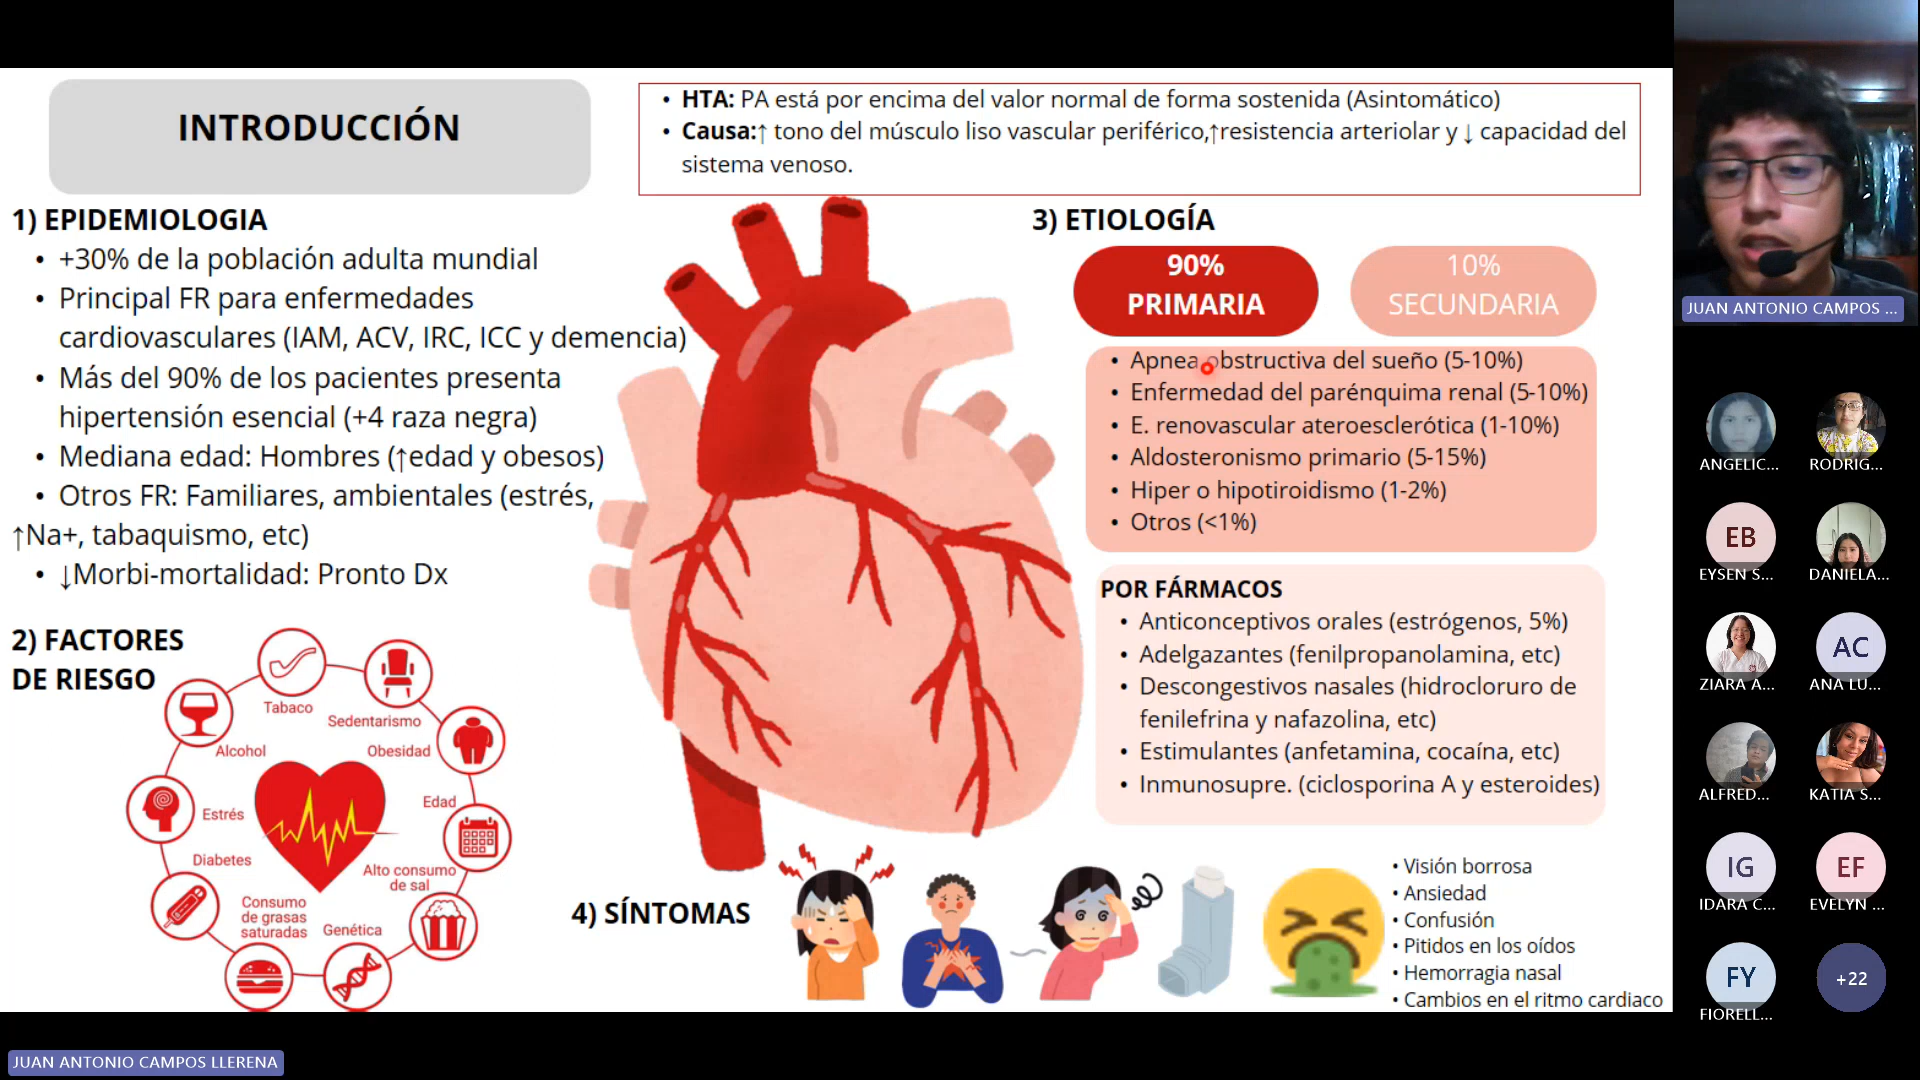 INTRODUCCIÓN
• HTA: PA está por encima del valor normal de forma sostenida (Asintomático)
• Causa:↑ tono del músculo liso vascular periférico,↑resistencia arteriolar y ↓ capacidad del
sistema venoso.
1) EPIDEMIOLOGIA
• +30% de la población adulta mundial
• Principal FR para enfermedades
cardiovasculares (IAM, ACV, IRC, ICC y demencia)
• Más del 90% de los pacientes presenta
hipertensión esencial (+4 raza negra)
• Mediana edad: Hombres (↑edad y obesos)
• Otros FR: Familiares, ambientales (estrés,
↑Na+, tabaquismo, etc)
• ↓Morbi-mortalidad: Pronto Dx
2) FACTORES
DE RIESGO
Tabaco
Sedentarismo
Obesidad
Edad
Alto consumo
de sal
Genética
Consumo
de grasas
saturadas
Diabetes
Estrés
Alcohol
3) ETIOLOGÍA
90%
PRIMARIA
10%
SECUNDARIA
• Apnea obstructiva del sueño (5-10%)
• Enfermedad del parénquima renal (5-10%)
• E. renovascular ateroesclerótica (1-10%)
• Aldosteronismo primario (5-15%)
• Hiper o hipotiroidismo (1-2%)
• Otros (<1%)
POR FÁRMACOS
• Anticonceptivos orales (estrógenos, 5%)
• Adelgazantes (fenilpropanolamina, etc)
• Descongestivos nasales (hidrocloruro de
fenilefrina y nafazolina, etc)
• Estimulantes (anfetamina, cocaína, etc)
• Inmunosupre. (ciclosporina A y esteroides)
4) SÍNTOMAS
• Visión borrosa
• Ansiedad
• Confusión
• Pitidos en los oídos
• Hemorragia nasal
• Cambios en el ritmo cardiaco
JUAN ANTONIO CAMPOS ...
ANGELIC...
RODRIG...
EB
EYSEN S...
DANIELA...
ZIARA A...
AC
ANA LU...
ALFRED...
KATIA S...
IG
IDARA C...
EF
EVELYN ...
FY
FIORELL...
+22
JUAN ANTONIO CAMPOS LLERENA